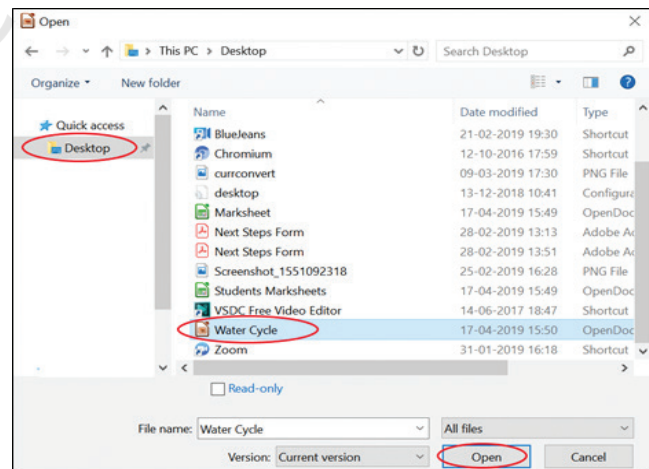 Open
This PC > Desktop
Search Desktop
Organize
New folder
Name Date modified Type
Quick access
Desktop
BlueJeans 21-02-2019 19:30 Shortcut
Chromium 12-10-2016 17:59 Shortcut
currconvert 09-03-2019 17:30 PNG File
desktop 13-12-2018 10:41 Configura
Marksheet 17-04-2019 15:49 OpenDoc
Next Steps Form 28-02-2019 13:13 Adobe Ac
Next Steps Form 28-02-2019 13:51 Adobe Ac
Screenshot_1551092318 25-02-2019 16:28 PNG File
Students Marksheets 17-04-2019 15:49 OpenDoc
VSDC Free Video Editor 14-06-2017 18:47 Shortcut
Water Cycle 17-04-2019 15:50 OpenDoc
Zoom 31-01-2019 16:18 Shortcut
Read-only
File name: Water Cycle All files
Version: Current version Open Cancel